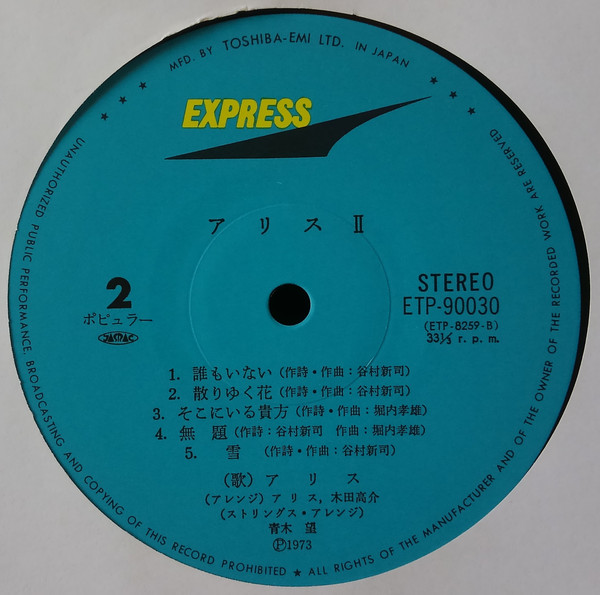 MFD. BY TOSHIBA-EMI LTD. IN JAPAN
EXPRESS
アリスⅡ
2
ポピュラー
JASRAC
STEREO
ETP-90030
(ETP-8259-B)
33⅓ r. p. m.
1. 誰もいない (作詩・作曲：谷村新司)
2. 散りゆく花 (作詩・作曲：谷村新司)
3. そこにいる貴方 (作詩・作曲：堀内孝雄)
4. 無題 (作詩：谷村新司 作曲：堀内孝雄)
5. 雪 (作詩・作曲：谷村新司)
(歌) アリス
(アレンジ) アリス, 木田高介
(ストリングス・アレンジ)
青木 望
Ⓟ1973
UNAUTHORIZED PUBLIC PERFORMANCE, BROADCASTING AND COPYING OF THIS RECORD PROHIBITED ★ ALL RIGHTS OF THE MANUFACTURER AND OF THE OWNER OF THE RECORDED WORK ARE RESERVED